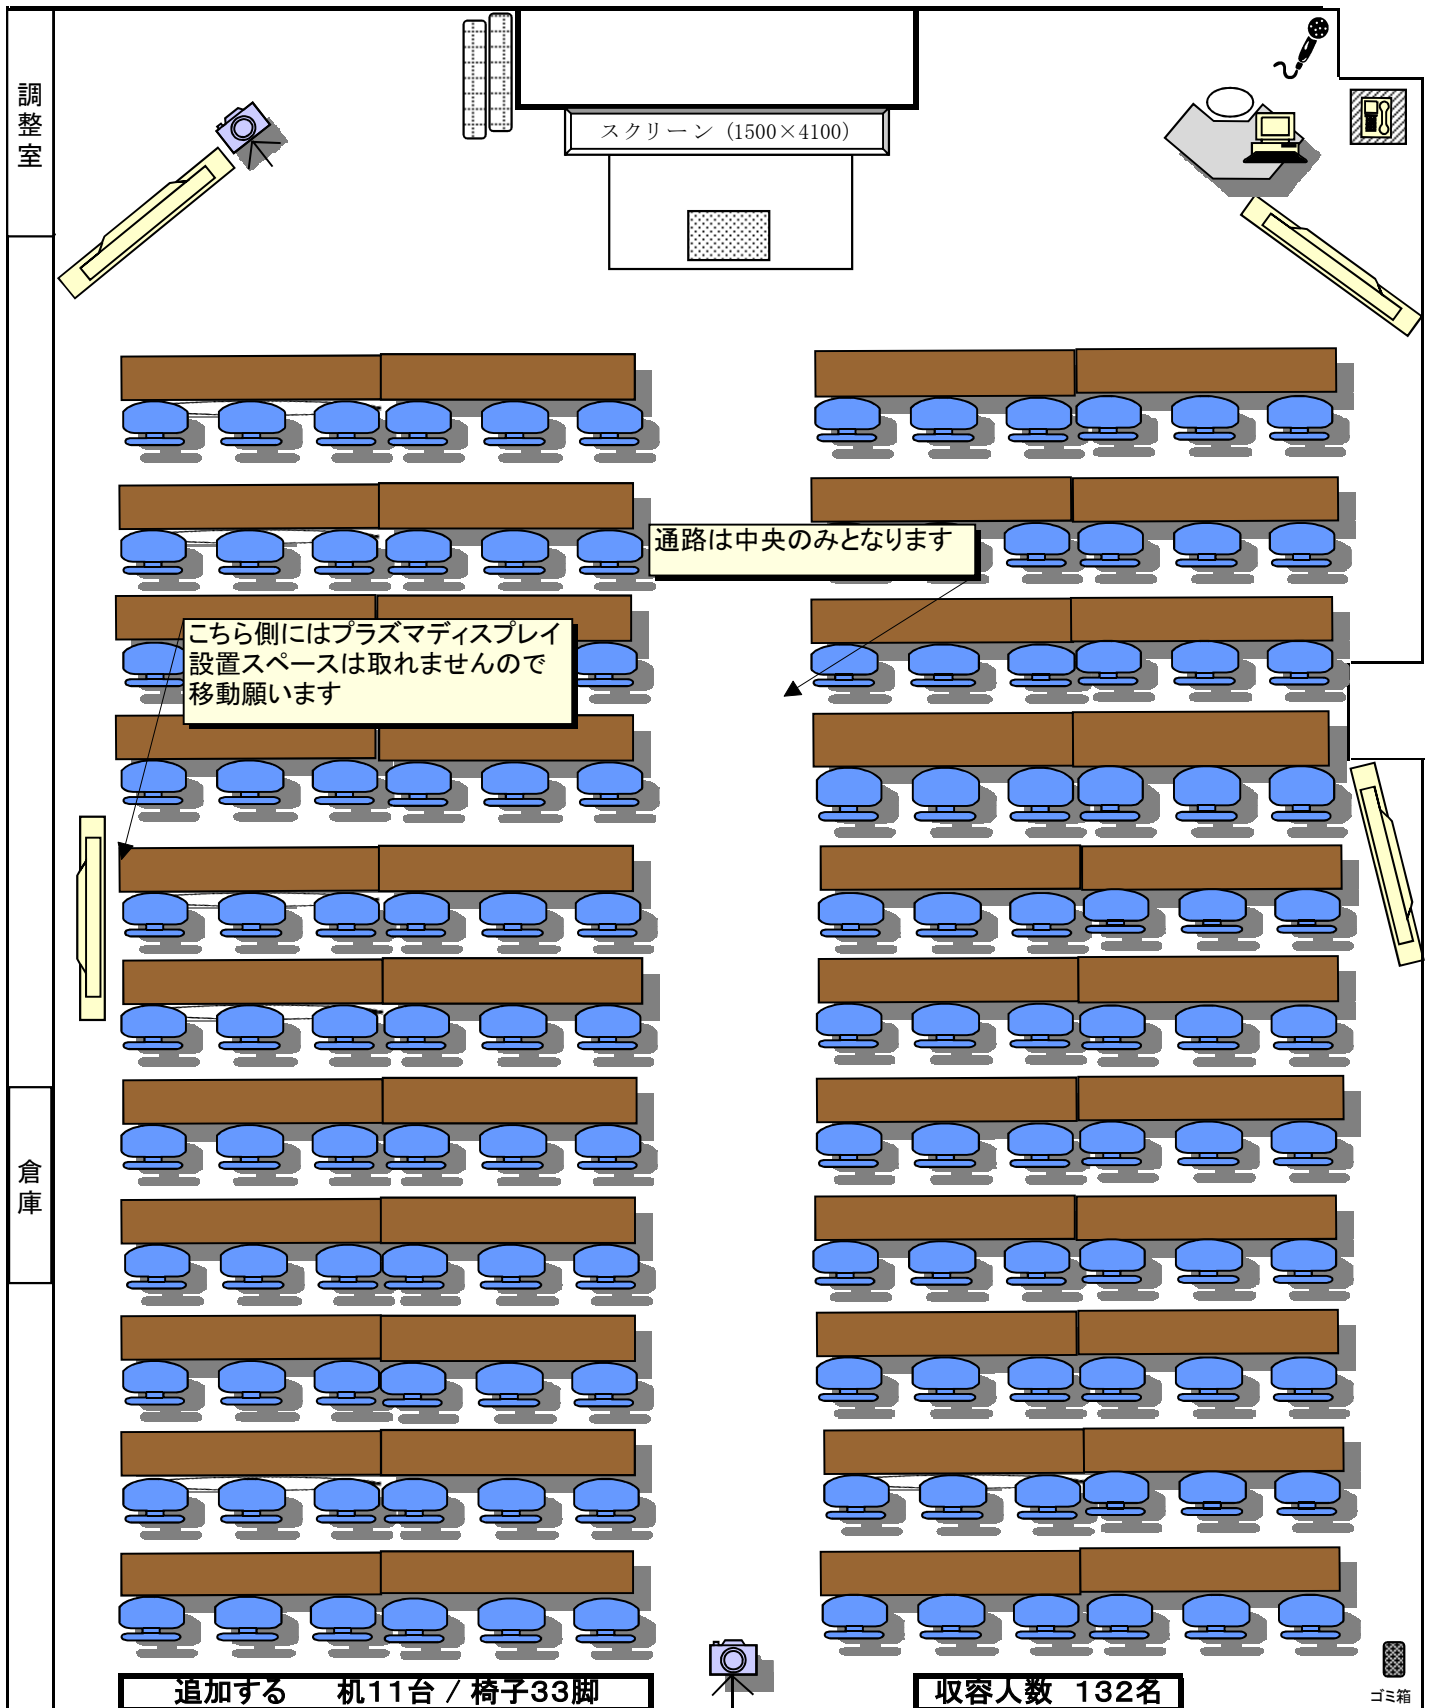 調整室
スクリーン（1500×4100）
通路は中央のみとなります
こちら側にはプラズマディスプレイ
設置スペースは取れませんので
移動願います
倉庫
追加する　机11台 / 椅子33脚
収容人数　132名
ゴミ箱